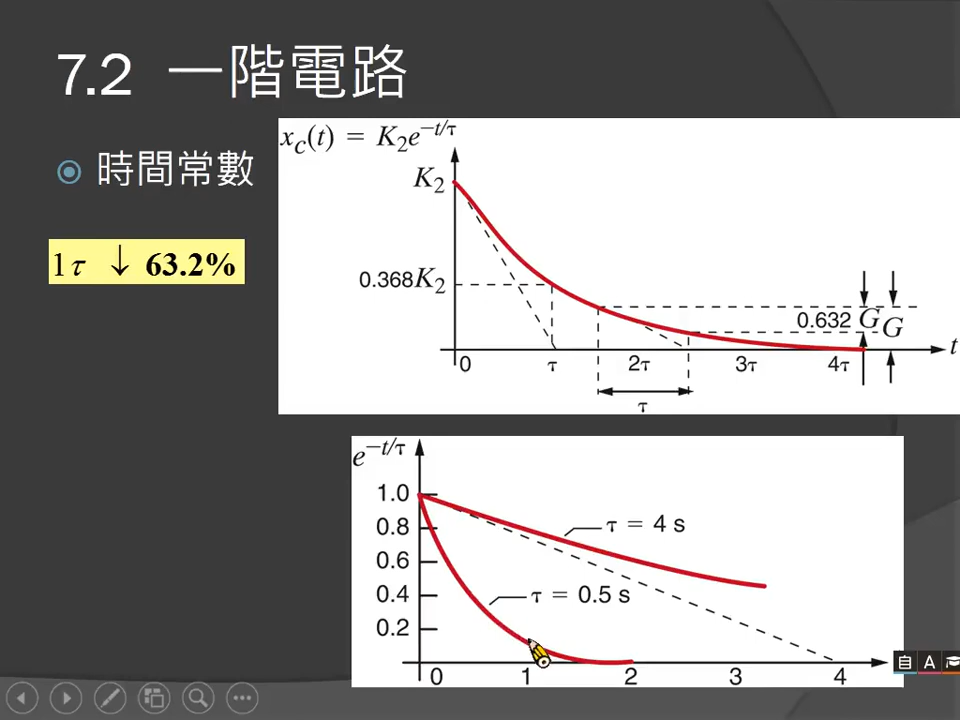 7.2 一階電路
時間常數
1τ ↓ 63.2%
x_c(t) = K₂e^{−t/τ}
K₂
0.368K₂
0.632 G G
0 τ 2τ 3τ 4τ t
τ
e^{−t/τ}
1.0
0.8
τ = 4 s
0.6
0.4
τ = 0.5 s
0.2
0 1 2 3 4
自 A